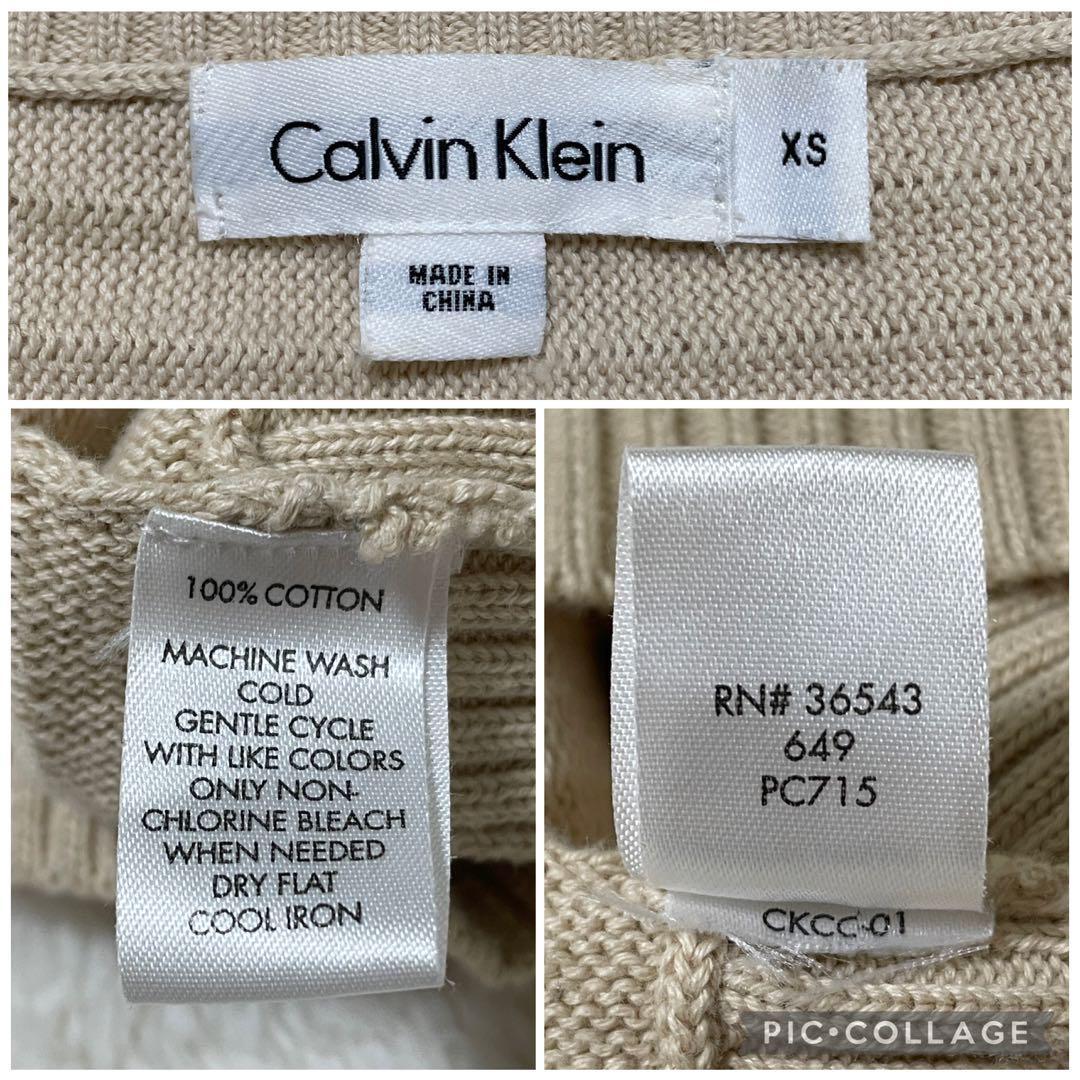 Calvin Klein
XS
MADE IN
CHINA
100% COTTON
MACHINE WASH
COLD
GENTLE CYCLE
WITH LIKE COLORS
ONLY NON-
CHLORINE BLEACH
WHEN NEEDED
DRY FLAT
COOL IRON
RN# 36543
649
PC715
CKCC-01
PIC•COLLAGE